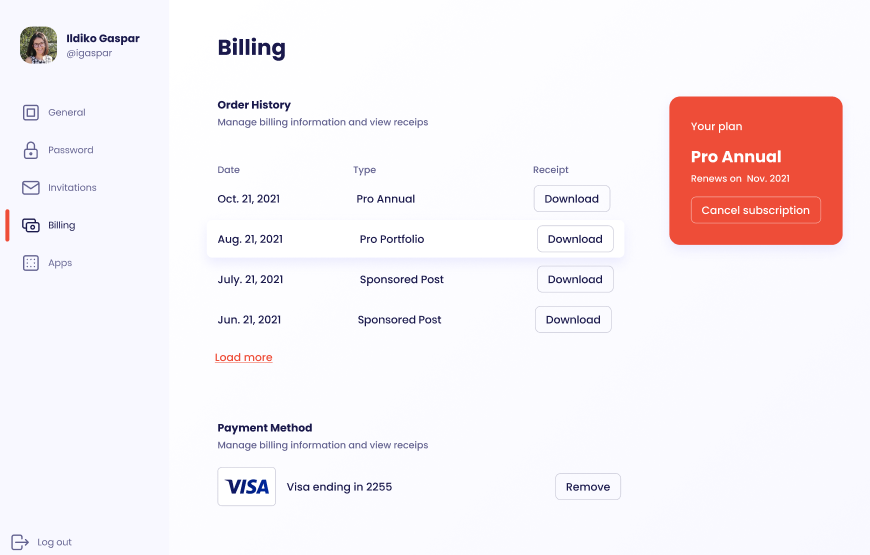 Ildiko Gaspar
@igaspar
General
Password
Invitations
Billing
Apps
Log out
Billing
Order History
Manage billing information and view receips
Date Type Receipt
Oct. 21, 2021 Pro Annual Download
Aug. 21, 2021 Pro Portfolio Download
July. 21, 2021 Sponsored Post Download
Jun. 21, 2021 Sponsored Post Download
Load more
Payment Method
Manage billing information and view receips
VISA Visa ending in 2255 Remove
Your plan
Pro Annual
Renews on Nov. 2021
Cancel subscription